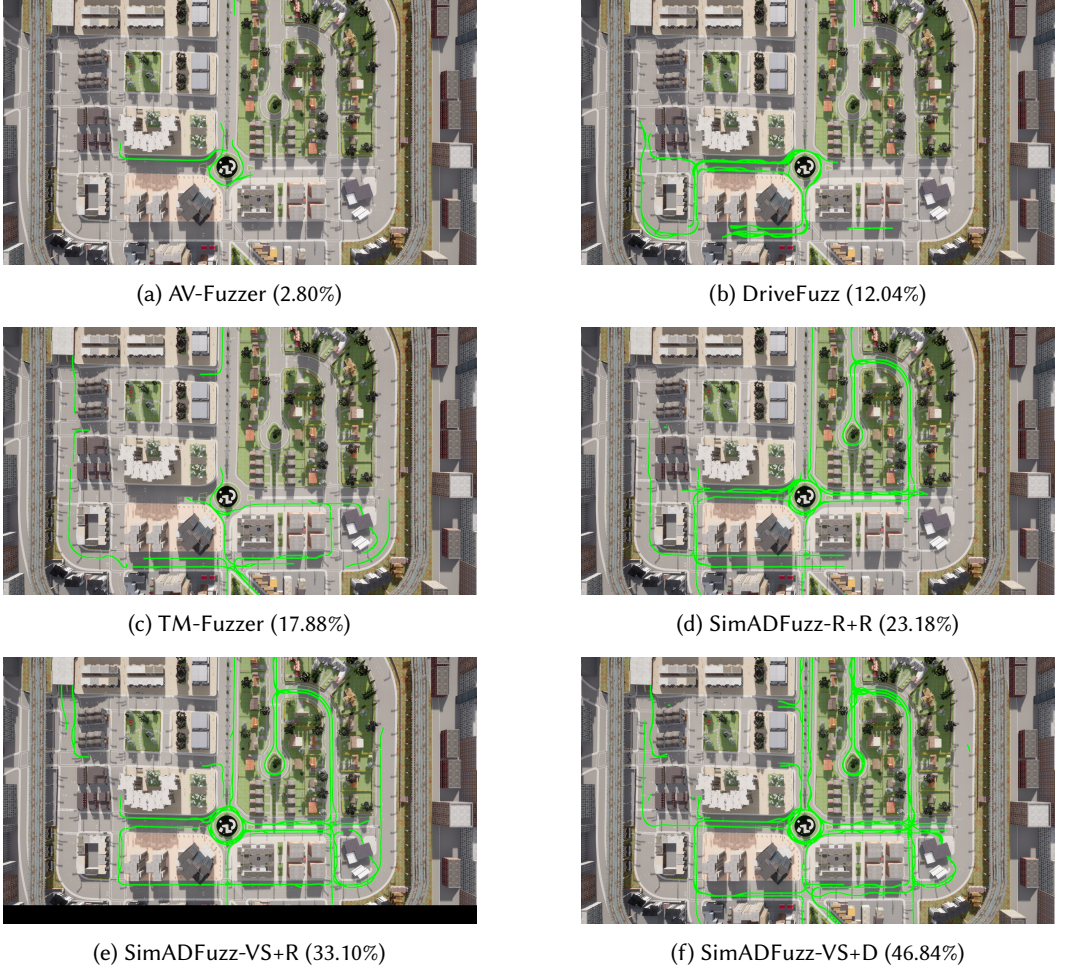 (a) AV-Fuzzer (2.80%)
(b) DriveFuzz (12.04%)
(c) TM-Fuzzer (17.88%)
(d) SimADFuzz-R+R (23.18%)
(e) SimADFuzz-VS+R (33.10%)
(f) SimADFuzz-VS+D (46.84%)